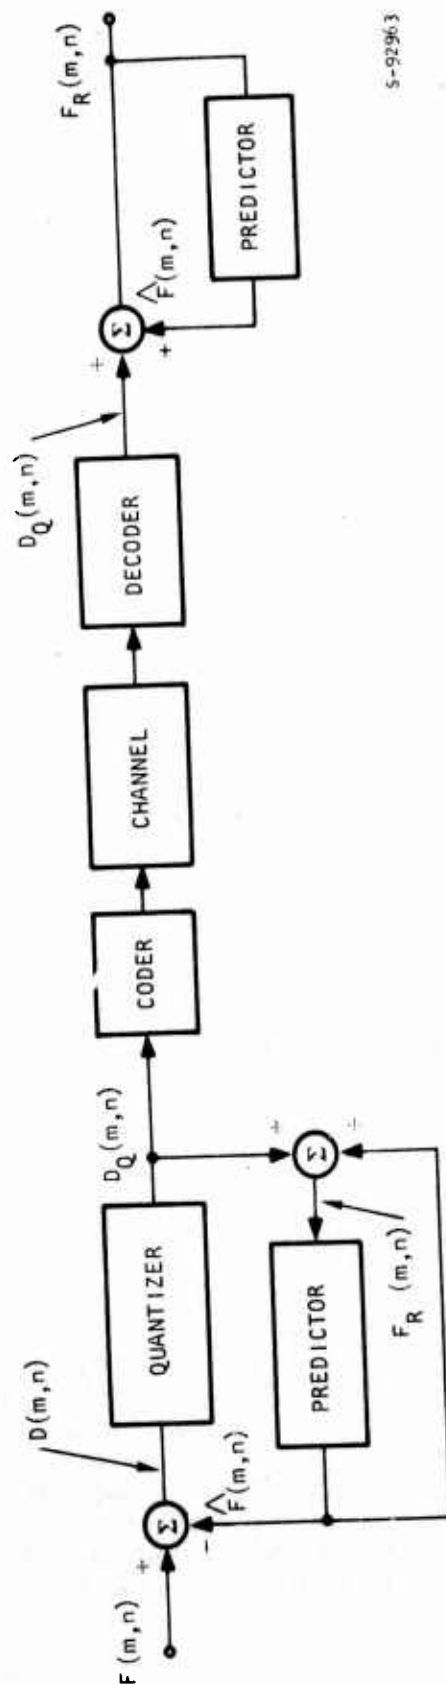 F(m,n)
+
Σ
-
F̂(m,n)
D(m,n)
QUANTIZER
D_Q(m,n)
+
Σ
+
F_R (m,n)
PREDICTOR
CODER
CHANNEL
DECODER
D_Q(m,n)
+
Σ
+
F̂(m,n)
PREDICTOR
F_R(m,n)
S-92963